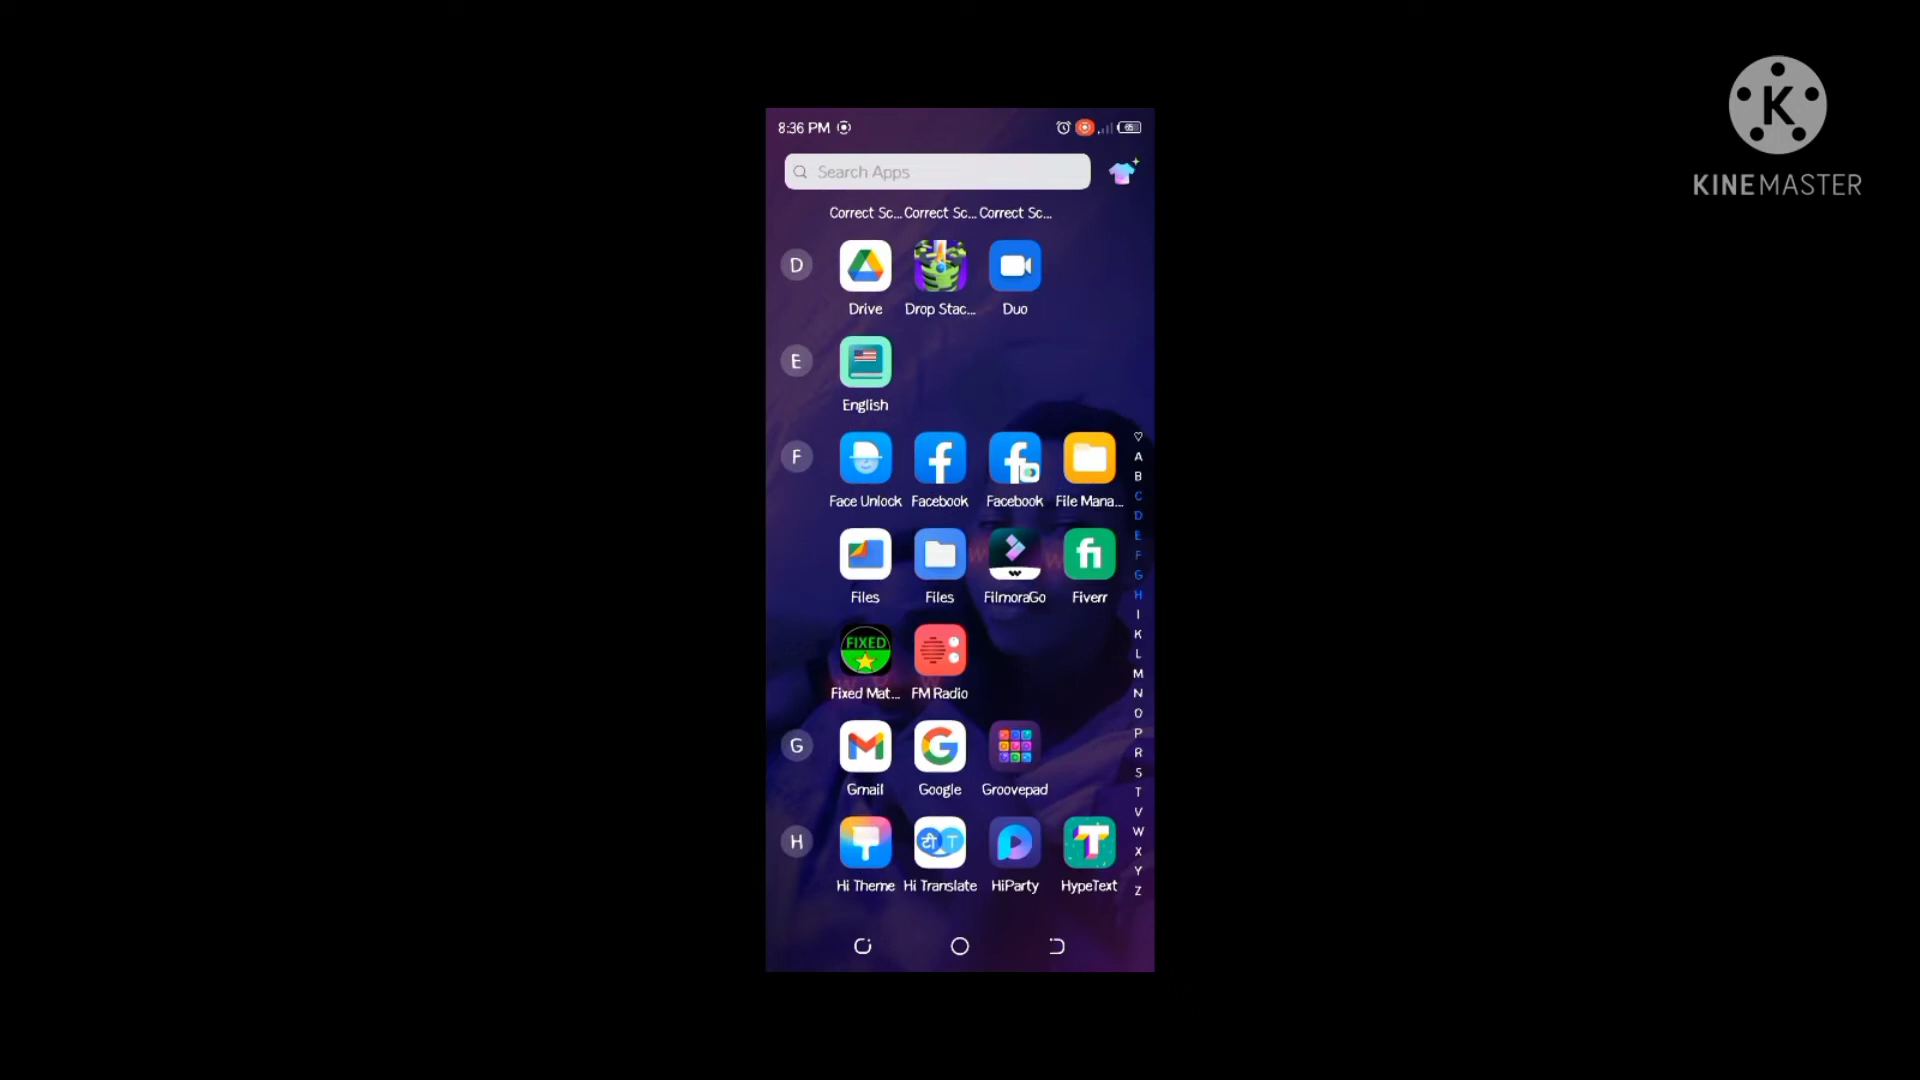 8:36 PM
65
K
KINEMASTER
Search Apps
Correct Sc... Correct Sc... Correct Sc...
D
Drive Drop Stac... Duo
E
English
F
Face Unlock Facebook Facebook File Mana...
Files Files FilmoraGo Fiverr
FIXED
Fixed Mat... FM Radio
G
Gmail Google Groovepad
H
Hi Theme Hi Translate HiParty HypeText
A
B
C
D
E
F
G
H
I
K
L
M
N
O
P
R
S
T
V
W
X
Y
Z